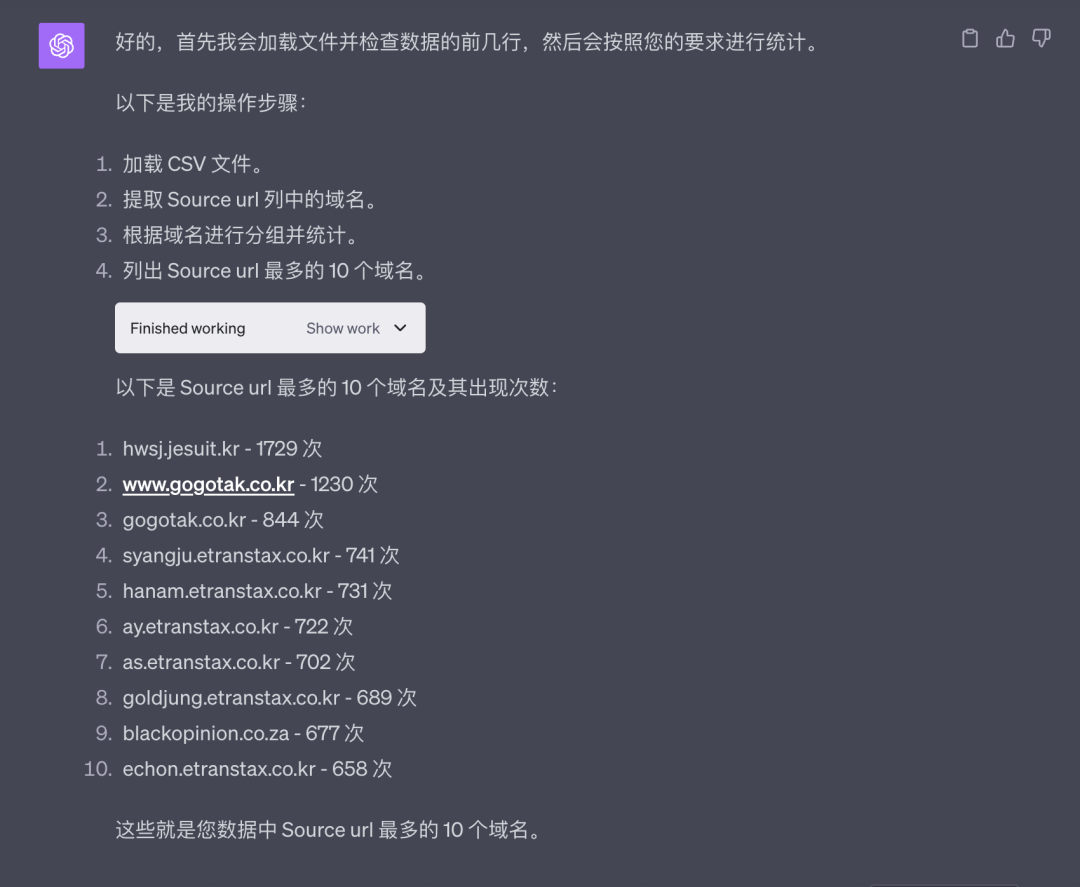 好的，首先我会加载文件并检查数据的前几行，然后会按照您的要求进行统计。
以下是我的操作步骤：
1. 加载 CSV 文件。
2. 提取 Source url 列中的域名。
3. 根据域名进行分组并统计。
4. 列出 Source url 最多的 10 个域名。
Finished working Show work
以下是 Source url 最多的 10 个域名及其出现次数：
1. hwsj.jesuit.kr - 1729 次
2. www.gogotak.co.kr - 1230 次
3. gogotak.co.kr - 844 次
4. syangju.etranstax.co.kr - 741 次
5. hanam.etranstax.co.kr - 731 次
6. ay.etranstax.co.kr - 722 次
7. as.etranstax.co.kr - 702 次
8. goldjung.etranstax.co.kr - 689 次
9. blackopinion.co.za - 677 次
10. echon.etranstax.co.kr - 658 次
这些就是您数据中 Source url 最多的 10 个域名。